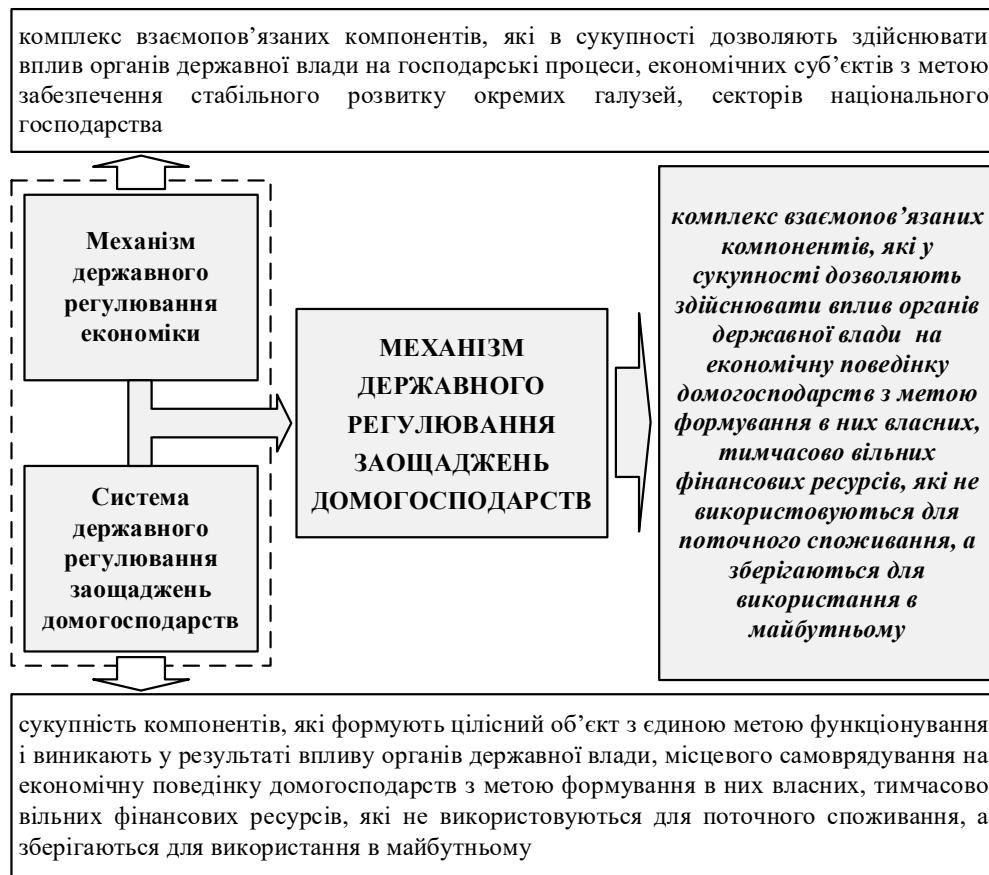 комплекс взаємопов’язаних компонентів, які в сукупності дозволяють здійснювати
вплив органів державної влади на господарські процеси, економічних суб’єктів з метою
забезпечення стабільного розвитку окремих галузей, секторів національного
господарства
Механізм
державного
регулювання
економіки
Система
державного
регулювання
заощаджень
домогосподарств
МЕХАНІЗМ
ДЕРЖАВНОГО
РЕГУЛЮВАННЯ
ЗАОЩАДЖЕНЬ
ДОМОГОСПОДАРСТВ
комплекс взаємопов’язаних
компонентів, які у
сукупності дозволяють
здійснювати вплив органів
державної влади на
економічну поведінку
домогосподарств з метою
формування в них власних,
тимчасово вільних
фінансових ресурсів, які не
використовуються для
поточного споживання, а
зберігаються для
використання в
майбутньому
сукупність компонентів, які формують цілісний об’єкт з єдиною метою функціонування
і виникають у результаті впливу органів державної влади, місцевого самоврядування на
економічну поведінку домогосподарств з метою формування в них власних, тимчасово
вільних фінансових ресурсів, які не використовуються для поточного споживання, а
зберігаються для використання в майбутньому